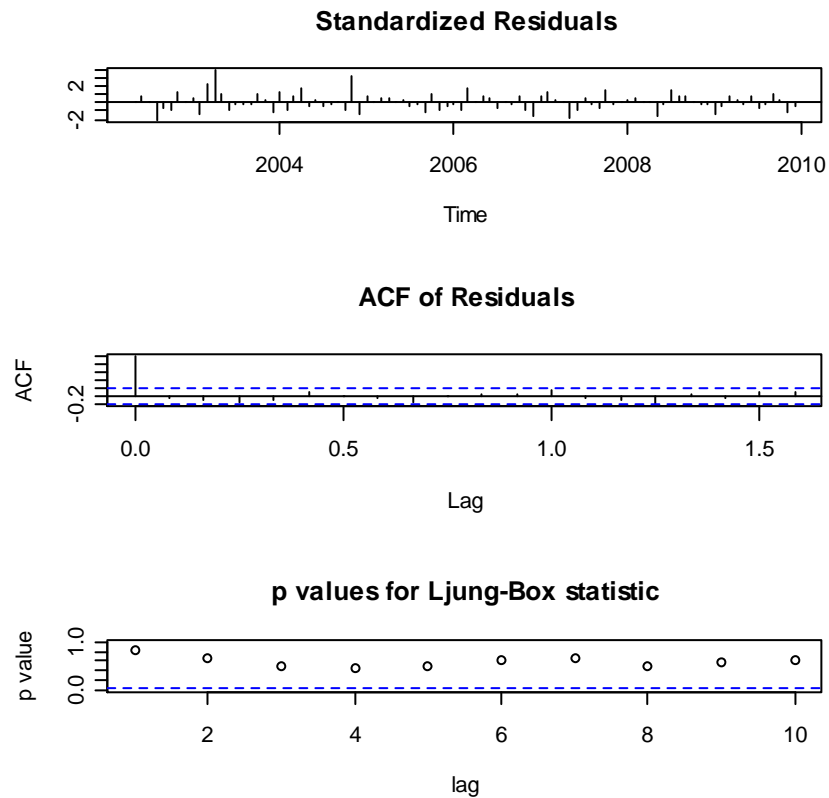 Standardized Residuals
2
-2
2004 2006 2008 2010
Time
ACF of Residuals
ACF
-0.2
0.0 0.5 1.0 1.5
Lag
p values for Ljung-Box statistic
p value
1.0
0.0
2 4 6 8 10
lag